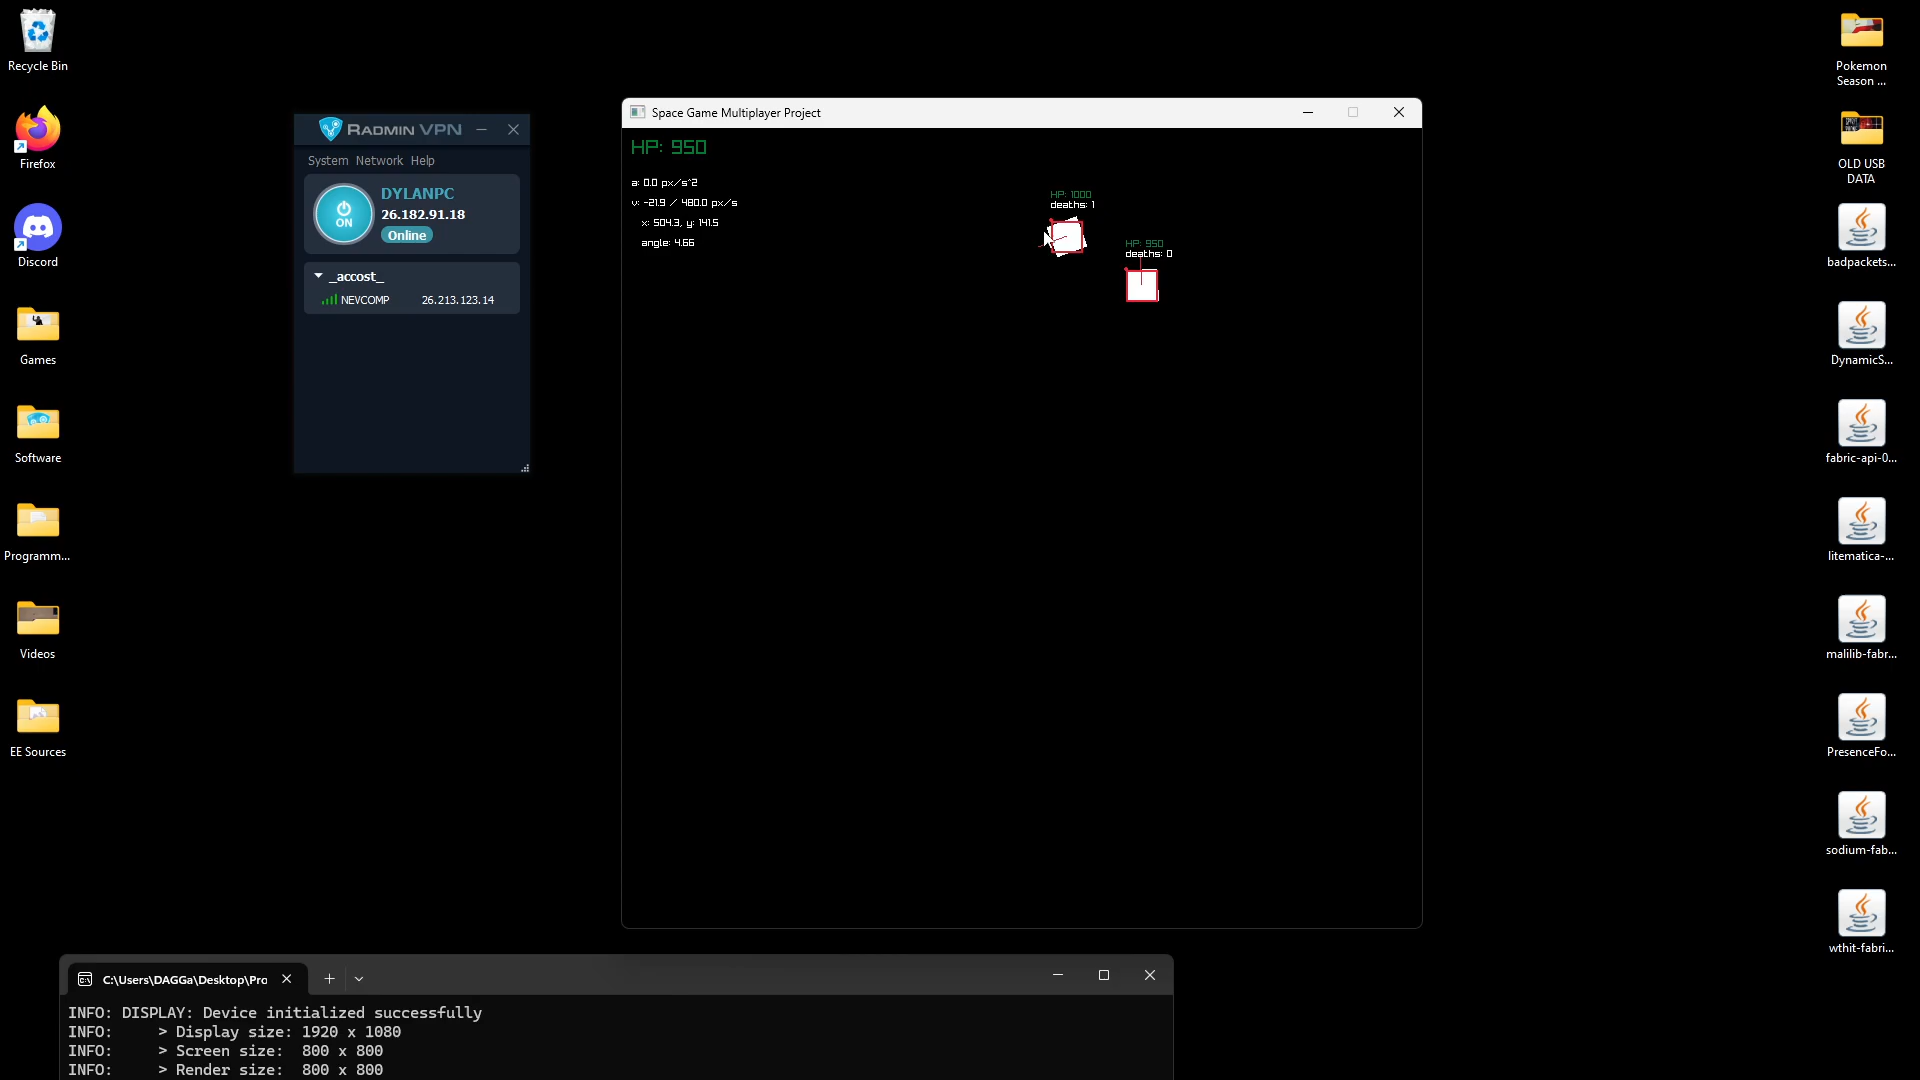 Recycle Bin
Firefox
Discord
Games
Software
Programm...
Videos
EE Sources
RADMIN VPN
System Network Help
ON
DYLANPC
26.182.91.18
Online
_accost_
NEVCOMP 26.213.123.14
Space Game Multiplayer Project
HP: 950
a: 0.0 px/s^2
v: -21.9 / 480.0 px/s
x: 504.3, y: 141.5
angle: 4.66
HP: 1000
deaths: 1
HP: 950
deaths: 0
C:\Users\DAGGa\Desktop\Pro
INFO: DISPLAY: Device initialized successfully
INFO:     > Display size: 1920 x 1080
INFO:     > Screen size:  800 x 800
INFO:     > Render size:  800 x 800
Pokemon
Season ...
OLD USB
DATA
badpackets...
DynamicS...
fabric-api-0...
litematica-...
malilib-fabr...
PresenceFo...
sodium-fab...
wthit-fabri...